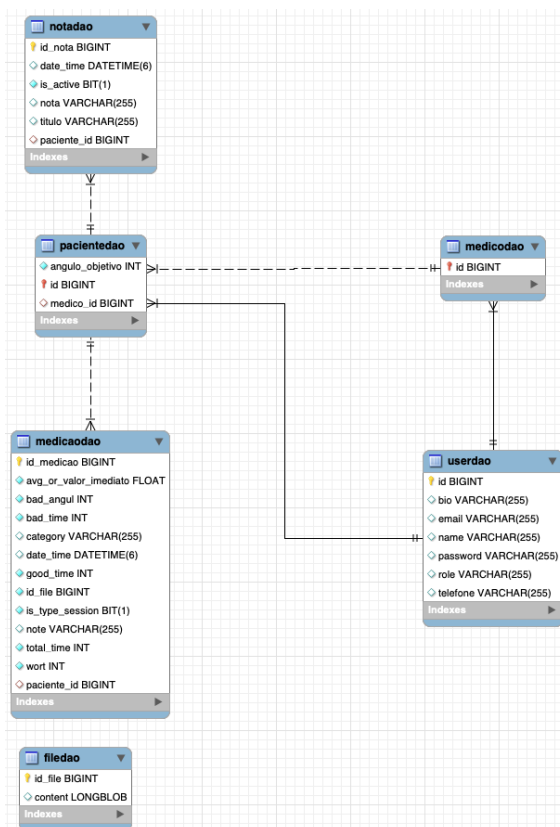 notadao
id_nota BIGINT
date_time DATETIME(6)
is_active BIT(1)
nota VARCHAR(255)
titulo VARCHAR(255)
paciente_id BIGINT
Indexes
pacientedao
angulo_objetivo INT
id BIGINT
medico_id BIGINT
Indexes
medicodao
id BIGINT
Indexes
medicaodao
id_medicao BIGINT
avg_or_valor_imediato FLOAT
bad_angul INT
bad_time INT
category VARCHAR(255)
date_time DATETIME(6)
good_time INT
id_file BIGINT
is_type_session BIT(1)
note VARCHAR(255)
total_time INT
wort INT
paciente_id BIGINT
Indexes
userdao
id BIGINT
bio VARCHAR(255)
email VARCHAR(255)
name VARCHAR(255)
password VARCHAR(255)
role VARCHAR(255)
telefone VARCHAR(255)
Indexes
filedao
id_file BIGINT
content LONGBLOB
Indexes